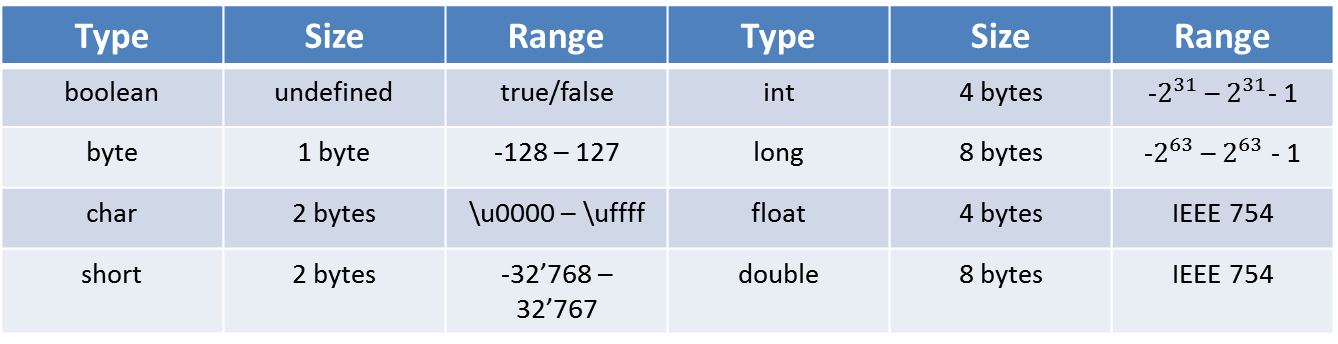 Type Size Range Type Size Range
boolean undefined true/false int 4 bytes -2³¹ – 2³¹- 1
byte 1 byte -128 – 127 long 8 bytes -2⁶³ – 2⁶³ - 1
char 2 bytes \u0000 – \uffff float 4 bytes IEEE 754
short 2 bytes -32’768 – double 8 bytes IEEE 754
32’767